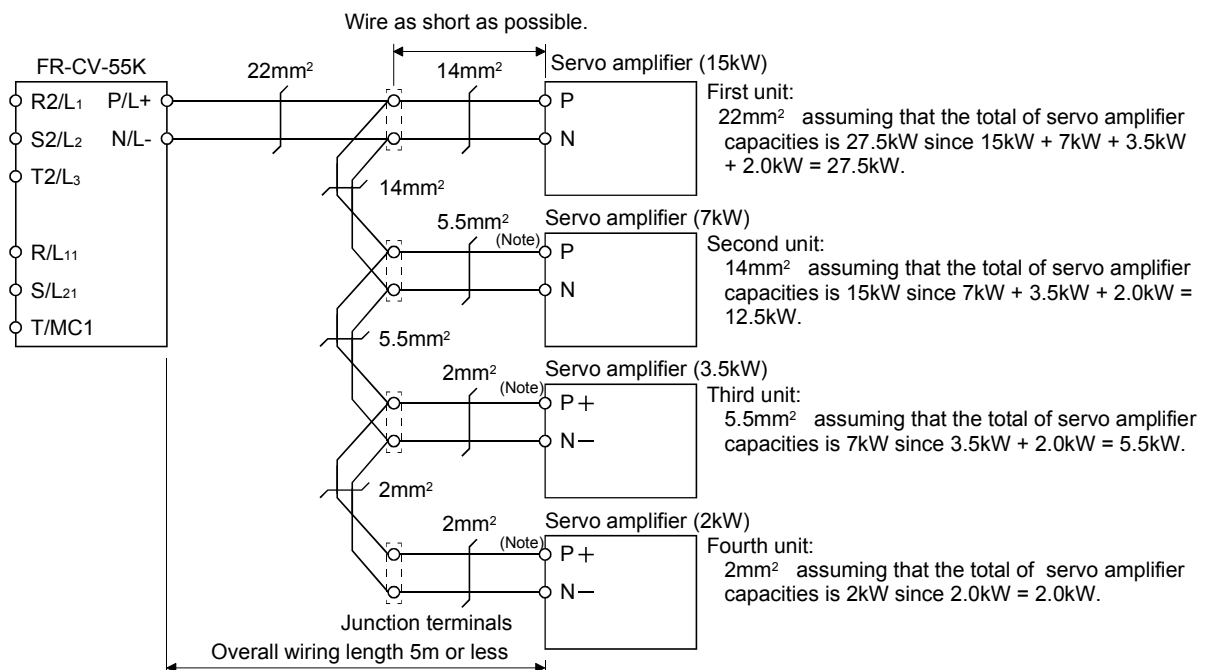 Wire as short as possible.
FR-CV-55K
22mm²
14mm²
Servo amplifier (15kW)
R2/L1 P/L+
S2/L2 N/L-
T2/L3
R/L11
S/L21
T/MC1
P
N
First unit:
22mm² assuming that the total of servo amplifier
capacities is 27.5kW since 15kW + 7kW + 3.5kW
+ 2.0kW = 27.5kW.
14mm²
5.5mm²
(Note)
Servo amplifier (7kW)
P
N
Second unit:
14mm² assuming that the total of servo amplifier
capacities is 15kW since 7kW + 3.5kW + 2.0kW =
12.5kW.
5.5mm²
2mm²
(Note)
Servo amplifier (3.5kW)
P+
N−
Third unit:
5.5mm² assuming that the total of servo amplifier
capacities is 7kW since 3.5kW + 2.0kW = 5.5kW.
2mm²
2mm²
(Note)
Servo amplifier (2kW)
P+
N−
Fourth unit:
2mm² assuming that the total of servo amplifier
capacities is 2kW since 2.0kW = 2.0kW.
Junction terminals
Overall wiring length 5m or less